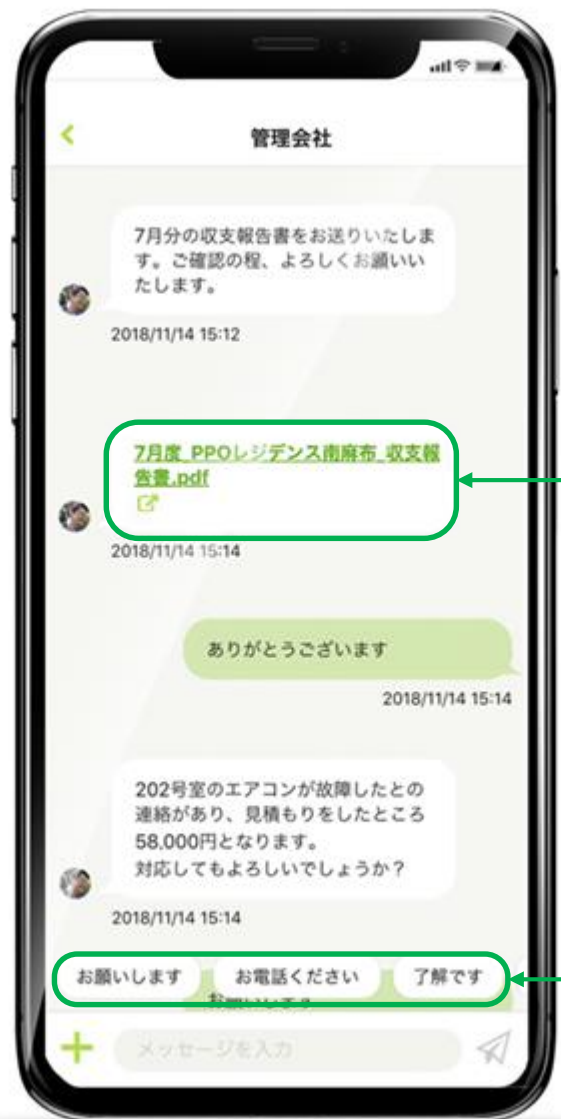 管理会社
7月分の収支報告書をお送りいたしま
す。ご確認の程、よろしくお願いい
たします。
2018/11/14 15:12
7月度_PPOレジデンス南麻布_収支報
告書.pdf
2018/11/14 15:14
ありがとうございます
2018/11/14 15:14
202号室のエアコンが故障したとの
連絡があり、見積もりをしたところ
58,000円となります。
対応してもよろしいでしょうか？
2018/11/14 15:14
お願いします
お電話ください
了解です
メッセージを入力